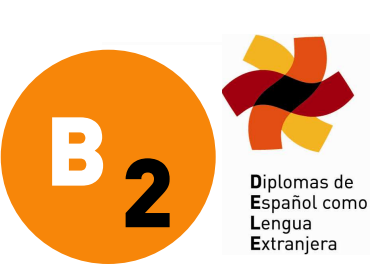 B
2
Diplomas de
Español como
Lengua
Extranjera